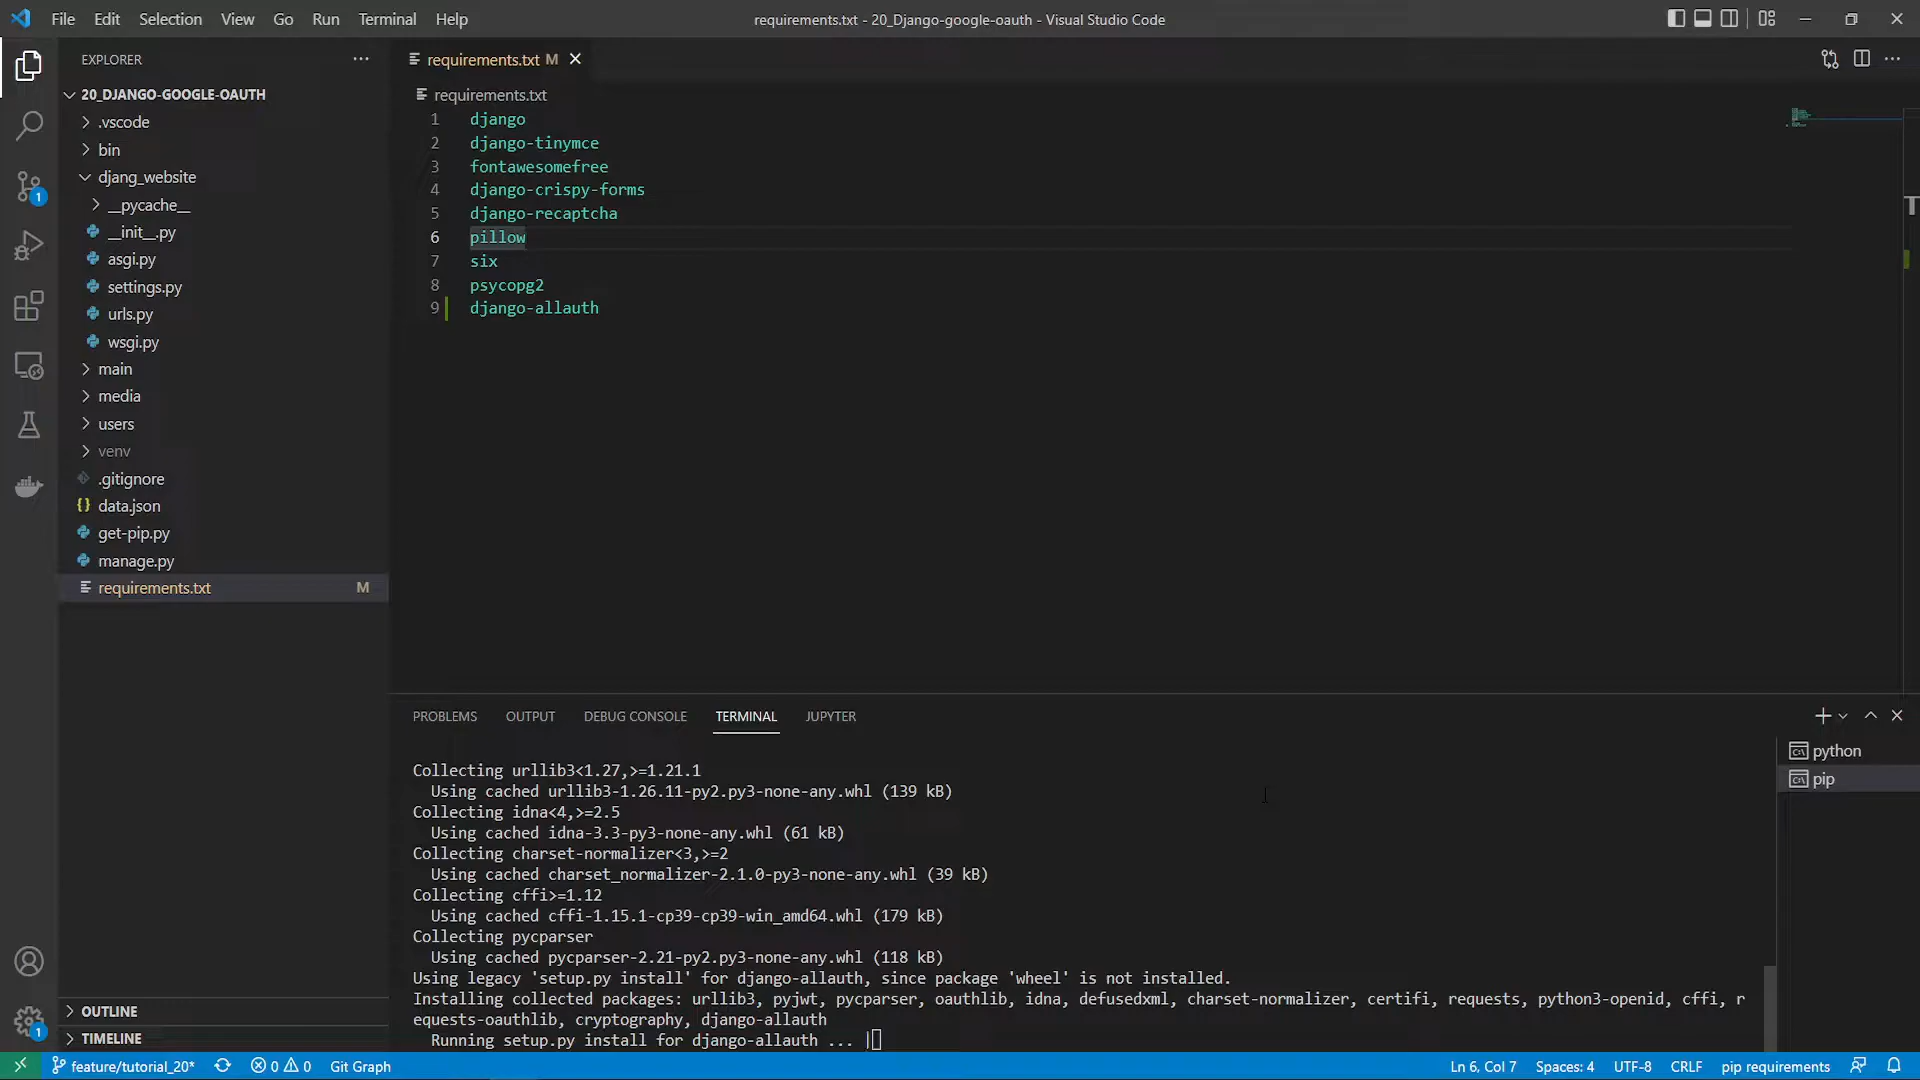 File Edit Selection View Go Run Terminal Help
requirements.txt - 20_Django-google-oauth - Visual Studio Code
EXPLORER
20_DJANGO-GOOGLE-OAUTH
.vscode
bin
djang_website
__pycache__
__init__.py
asgi.py
settings.py
urls.py
wsgi.py
main
media
users
venv
.gitignore
data.json
get-pip.py
manage.py
requirements.txt M
OUTLINE
TIMELINE
1
1
requirements.txt M
requirements.txt
1 django
2 django-tinymce
3 fontawesomefree
4 django-crispy-forms
5 django-recaptcha
6 pillow
7 six
8 psycopg2
9 django-allauth
PROBLEMS OUTPUT DEBUG CONSOLE TERMINAL JUPYTER
python
pip
Collecting urllib3<1.27,>=1.21.1
Using cached urllib3-1.26.11-py2.py3-none-any.whl (139 kB)
Collecting idna<4,>=2.5
Using cached idna-3.3-py3-none-any.whl (61 kB)
Collecting charset-normalizer<3,>=2
Using cached charset_normalizer-2.1.0-py3-none-any.whl (39 kB)
Collecting cffi>=1.12
Using cached cffi-1.15.1-cp39-cp39-win_amd64.whl (179 kB)
Collecting pycparser
Using cached pycparser-2.21-py2.py3-none-any.whl (118 kB)
Using legacy 'setup.py install' for django-allauth, since package 'wheel' is not installed.
Installing collected packages: urllib3, pyjwt, pycparser, oauthlib, idna, defusedxml, charset-normalizer, certifi, requests, python3-openid, cffi, r
equests-oauthlib, cryptography, django-allauth
Running setup.py install for django-allauth ... |
feature/tutorial_20* 0 0 Git Graph
Ln 6, Col 7 Spaces: 4 UTF-8 CRLF pip requirements